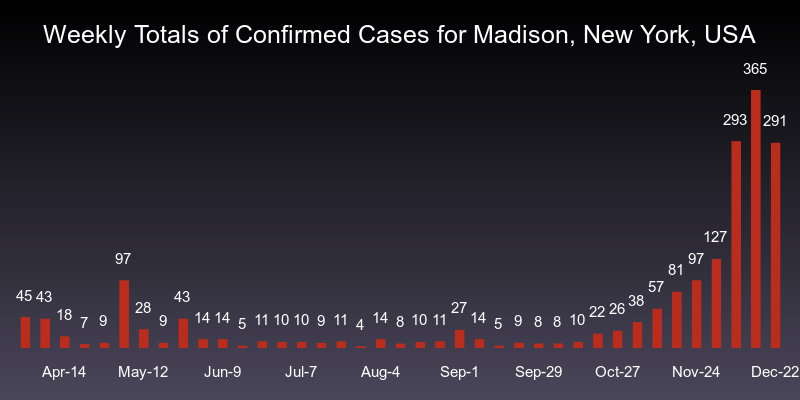 Weekly Totals of Confirmed Cases for Madison, New York, USA
45 43 18 7 9 97 28 9 43 14 14 5 11 10 10 9 11 4 14 8 10 11 27 14 5 9 8 8 10 22 26 38 57 81 97 127 293 365 291
Apr-14 May-12 Jun-9 Jul-7 Aug-4 Sep-1 Sep-29 Oct-27 Nov-24 Dec-22